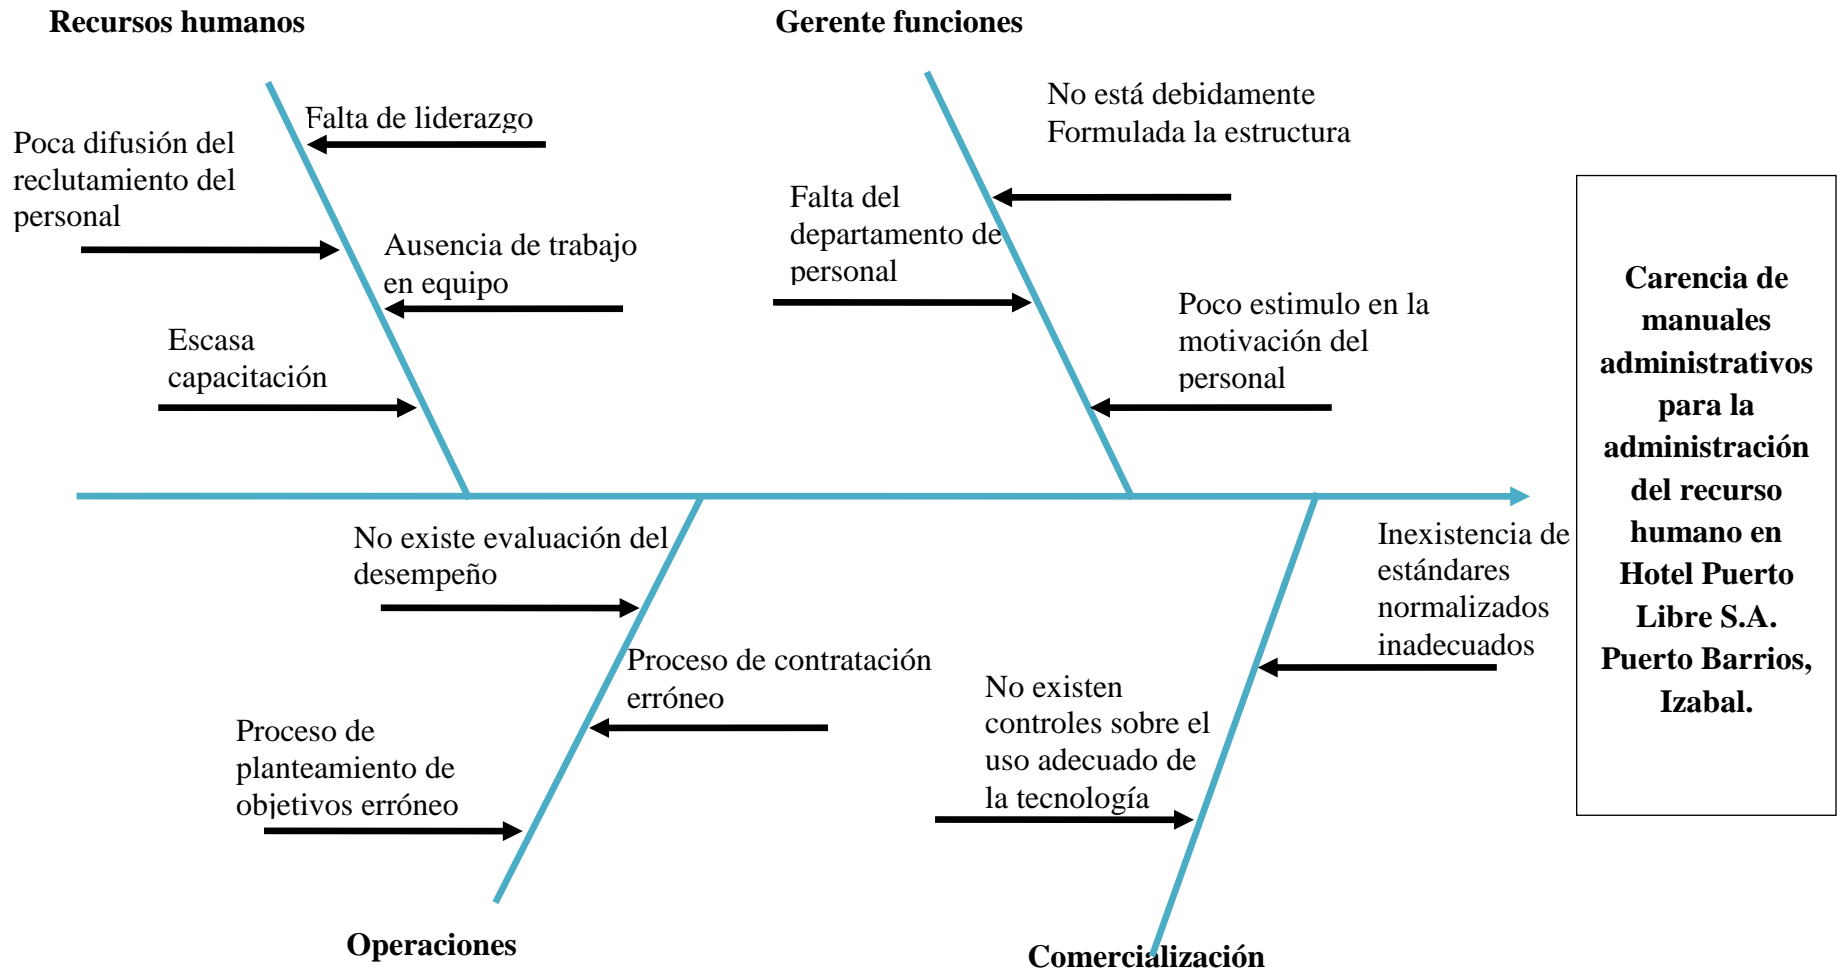 Recursos humanos
Gerente funciones
Falta de liderazgo
Poca difusión del
reclutamiento del
personal
Ausencia de trabajo
en equipo
Escasa
capacitación
No está debidamente
Formulada la estructura
Falta del
departamento de
personal
Poco estimulo en la
motivación del
personal
Carencia de
manuales
administrativos
para la
administración
del recurso
humano en
Hotel Puerto
Libre S.A.
Puerto Barrios,
Izabal.
No existe evaluación del
desempeño
Proceso de contratación
erróneo
Proceso de
planteamiento de
objetivos erróneo
Inexistencia de
estándares
normalizados
inadecuados
No existen
controles sobre el
uso adecuado de
la tecnología
Operaciones
Comercialización